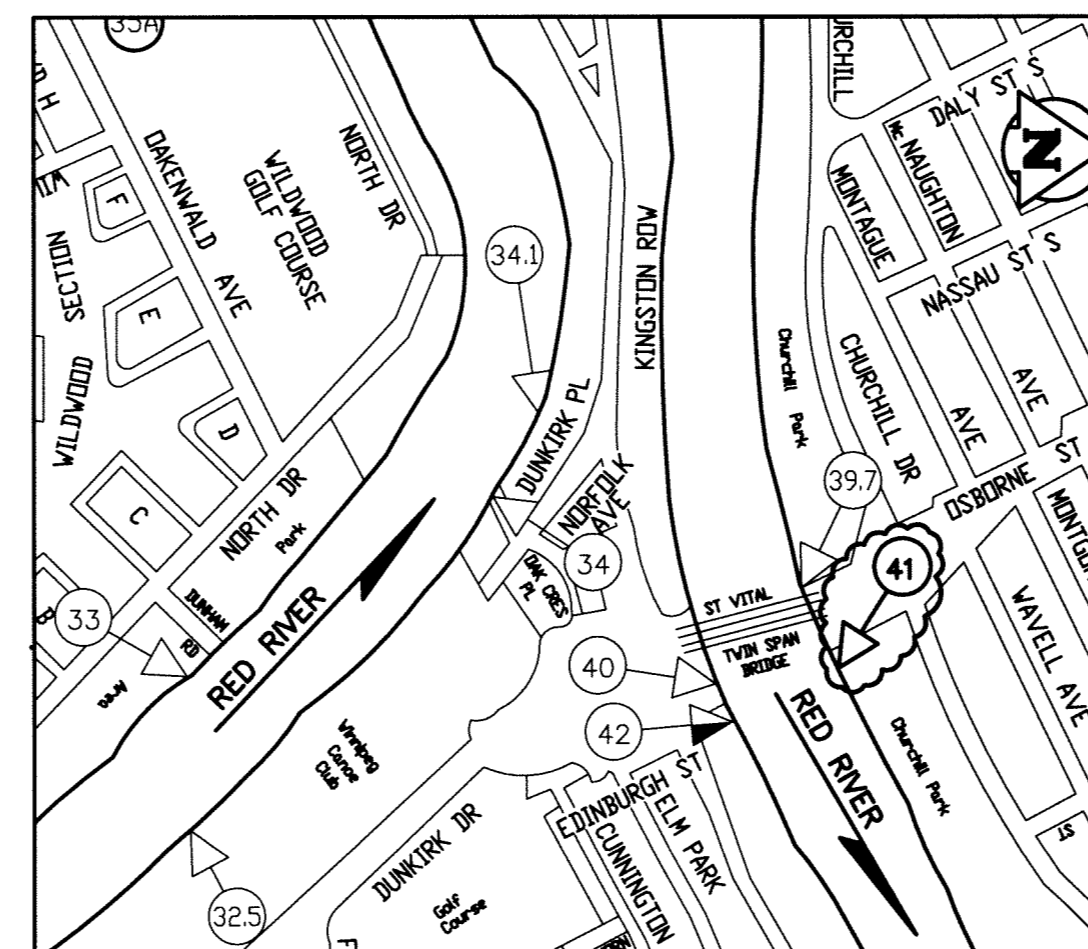 35A
OAKENWALD AVE
WILDWOOD
GOLF COURSE
NORTH DR
34.1
KINGSTON ROW
DALY ST S
Mc NAUGHTON
MONTAGUE
NASSAU ST S
N
F
E
D
C
B
SECTION
WILDWOOD
NORTH DR
Park
DUNKIRK PL
NORFOLK
AVE
Churchill Park
CHURCHILL DR
AVE
AVE
OSBORNE ST
39.7
41
34
OAK CRES
PL
ST VITAL
TWIN SPAN
BRIDGE
33
DUNHAM
RD
RED RIVER
Area
40
42
WAVELL AVE
RED RIVER
Churchill Park
Winnipeg
Canoe
Club
EDINBURGH ST
ELM PARK
CUNNINGTON
DUNKIRK DR
Golf
Course
32.5
ST